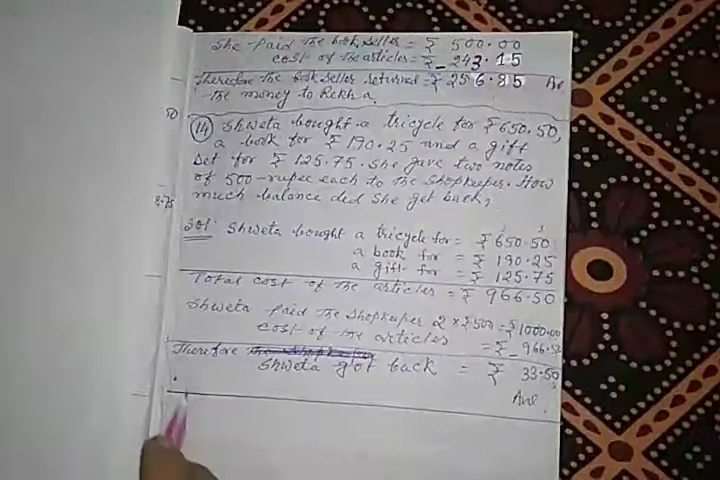 She Paid the book seller = ₹ 500.00
cost of the articles = ₹ - 243.15
Therefore the book seller returned = ₹ 256.85 Ans
the money to Rekha.
50
(14) Shweta bought a tricycle for ₹650.50,
a book for ₹190.25 and a gift
set for ₹125.75. She gave two notes
of 500-rupee each to the shopkeeper. How
much balance did she get back?
8.75
Sol. Shweta bought a tricycle for = ₹650.50
a book for = ₹ 190.25
a gift for = ₹ 125.75
Total cost of the articles = ₹ 966.50
Shweta Paid the shopkeeper 2 × ₹500 = ₹1000.00
cost of the articles = ₹ - 966.50
Therefore
Shweta got back = ₹ 33.50
Ans.